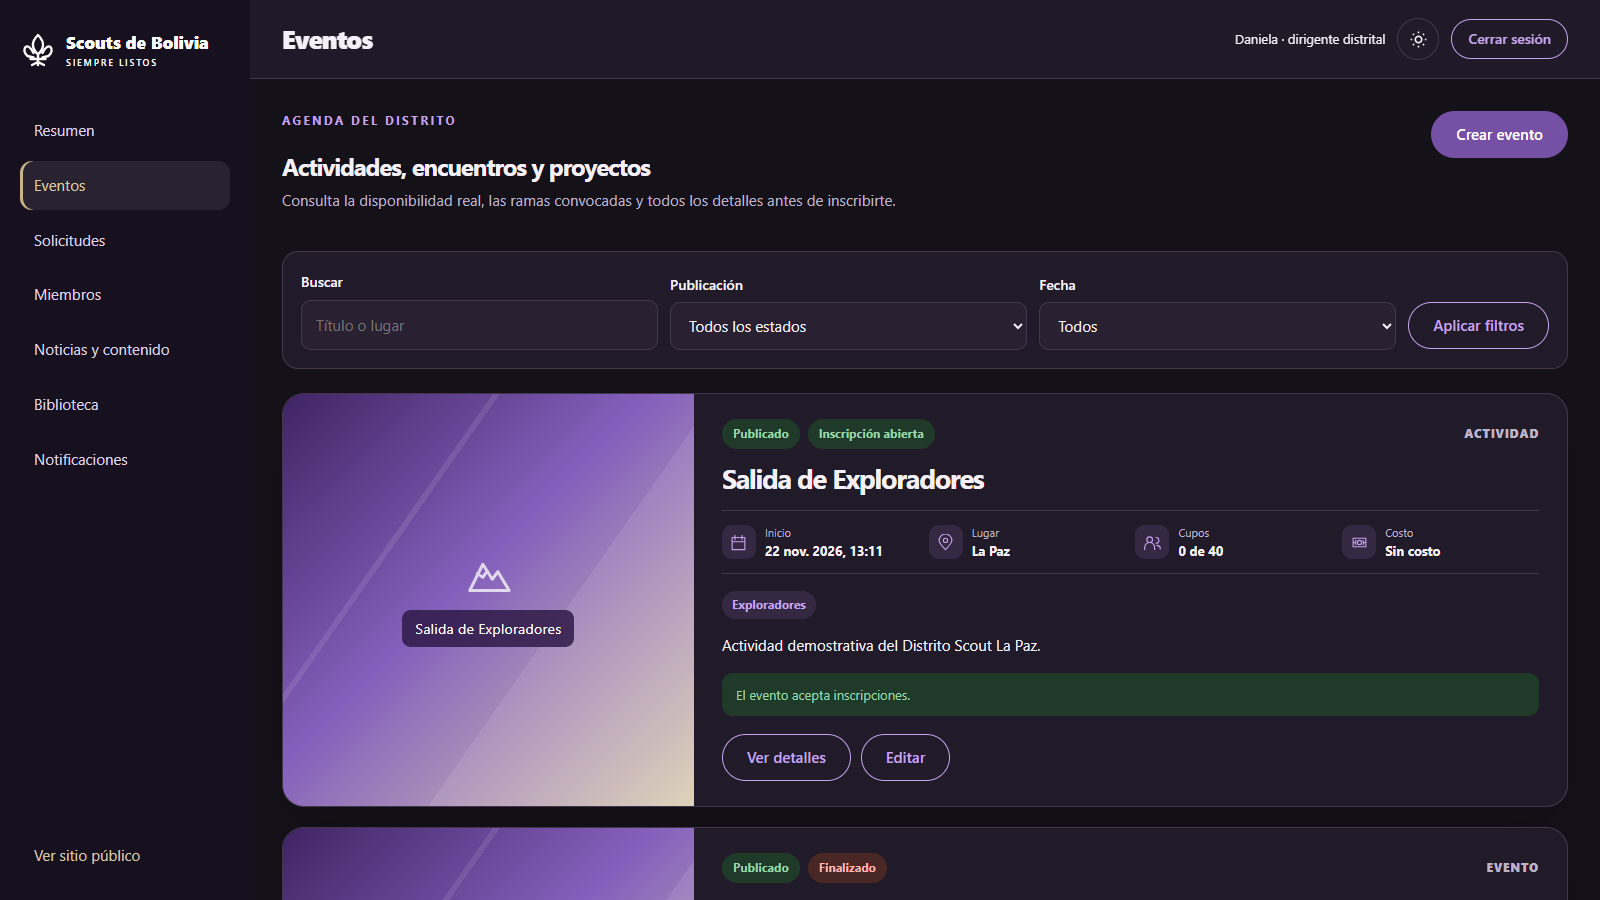 Scouts de Bolivia
SIEMPRE LISTOS
Resumen
Eventos
Solicitudes
Miembros
Noticias y contenido
Biblioteca
Notificaciones
Ver sitio público
Eventos
Daniela · dirigente distrital
Cerrar sesión
AGENDA DEL DISTRITO
Crear evento
Actividades, encuentros y proyectos
Consulta la disponibilidad real, las ramas convocadas y todos los detalles antes de inscribirte.
Buscar
Título o lugar
Publicación
Todos los estados
Fecha
Todos
Aplicar filtros
Salida de Exploradores
Publicado
Inscripción abierta
ACTIVIDAD
Salida de Exploradores
Inicio
22 nov. 2026, 13:11
Lugar
La Paz
Cupos
0 de 40
Costo
Sin costo
Exploradores
Actividad demostrativa del Distrito Scout La Paz.
El evento acepta inscripciones.
Ver detalles
Editar
Publicado
Finalizado
EVENTO